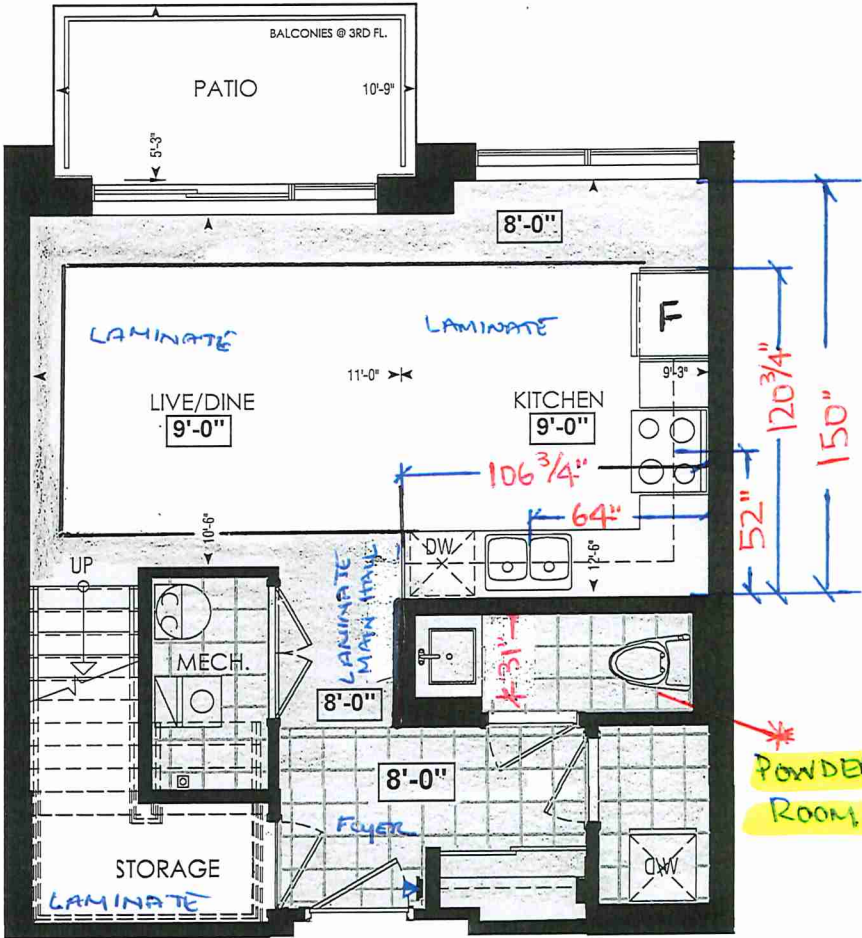 BALCONIES @ 3RD FL.
PATIO
10'-9"
5'-3"
8'-0"
LAMINATE
LAMINATE
F
11'-0"
9'-3"
LIVE/DINE
9'-0"
KITCHEN
9'-0"
120 3/4"
150"
106 3/4"
64"
52"
10'-6"
DW
12'-6"
UP
LAMINATE
MAIN HALL
MECH.
31"
8'-0"
8'-0"
POWDER
ROOM
FOYER
STORAGE
LAMINATE
W/D